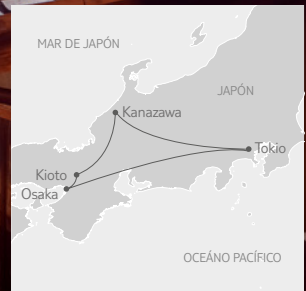 MAR DE JAPÓN
JAPÓN
Kanazawa
Tokio
Kioto
Osaka
OCEÁNO PACÍFICO